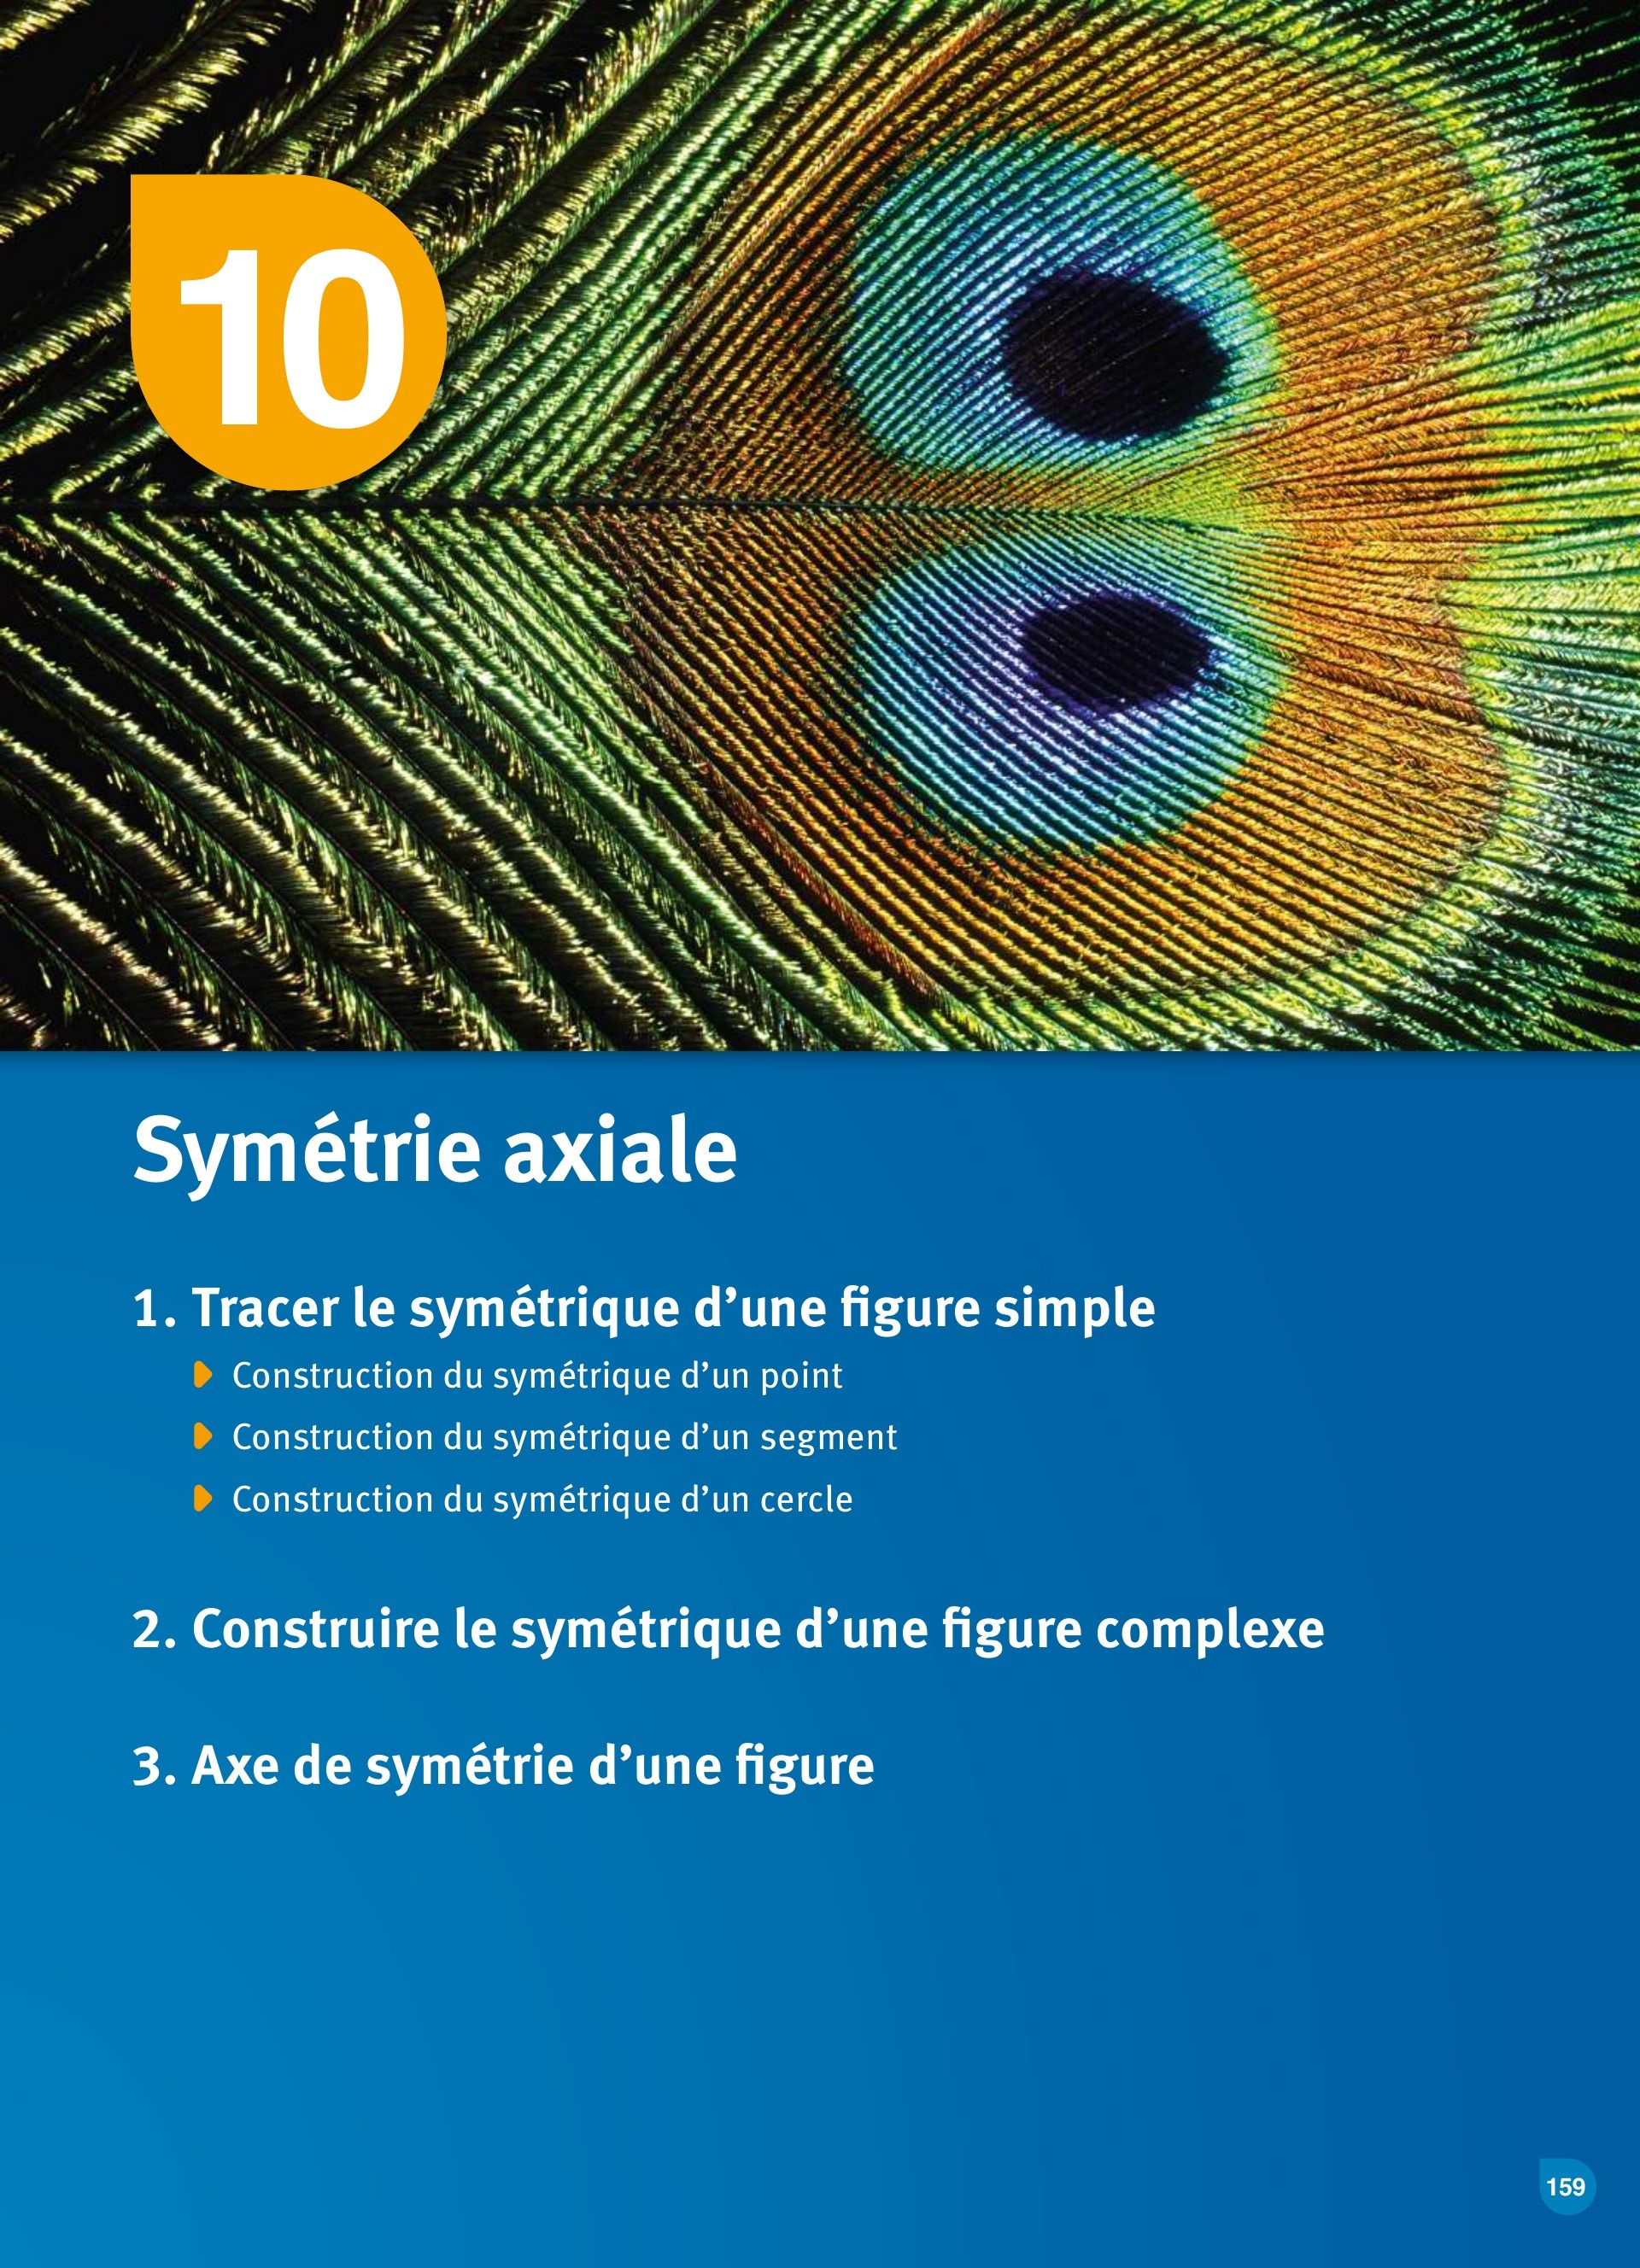 10
Symétrie axiale
1. Tracer le symétrique d’une figure simple
Construction du symétrique d’un point
Construction du symétrique d’un segment
Construction du symétrique d’un cercle
2. Construire le symétrique d’une figure complexe
3. Axe de symétrie d’une figure
159